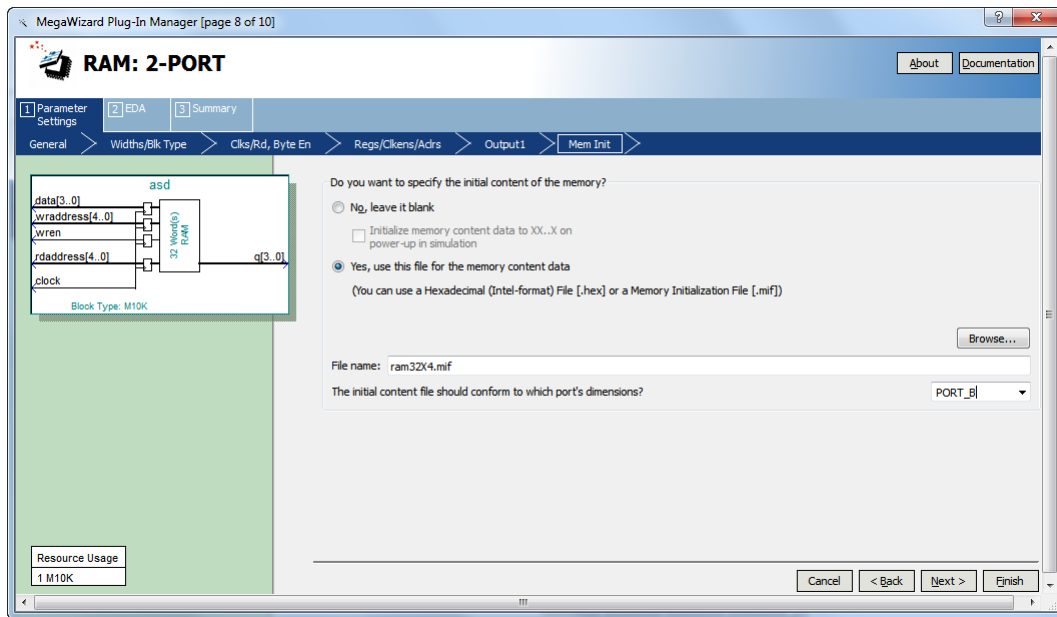 MegaWizard Plug-In Manager [page 8 of 10]
RAM: 2-PORT
About
Documentation
1 Parameter Settings
2 EDA
3 Summary
General
Widths/Blk Type
Clks/Rd, Byte En
Regs/Clkens/Adrs
Output1
Mem Init
asd
data[3..0]
wraddress[4..0]
wren
rdaddress[4..0]
clock
32 Word(s)
RAM
q[3..0]
Block Type: M10K
Do you want to specify the initial content of the memory?
No, leave it blank
Initialize memory content data to XX..X on
power-up in simulation
Yes, use this file for the memory content data
(You can use a Hexadecimal (Intel-format) File [.hex] or a Memory Initialization File [.mif])
Browse...
File name: ram32X4.mif
The initial content file should conform to which port's dimensions?
PORT_B
Resource Usage
1 M10K
Cancel
< Back
Next >
Finish